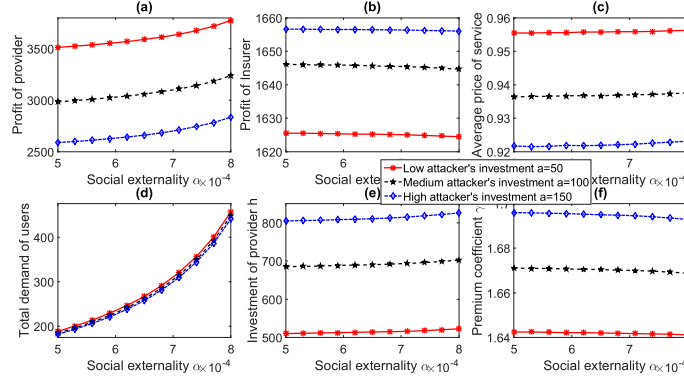 (a)
(b)
(c)
Profit of provider
3500
3000
2500
5
6
7
8
Social externality α×10⁻⁴
Profit of Insurer
1660
1650
1640
1630
1620
5
Social exter
Average price of service
0.96
0.95
0.94
0.93
0.92
7
α×10⁻⁴
Low attacker's investment a=50
Medium attacker's investment a=100
High attacker's investment a=150
(d)
(e)
(f)
Total demand of users
400
300
200
5
6
7
8
Social externality α×10⁻⁴
Investment of provider h
900
800
700
600
500
5
6
7
8
Social externality α×10⁻⁴
Premium coefficient γ
1.68
1.66
1.64
5
6
7
Social externality α×10⁻⁴